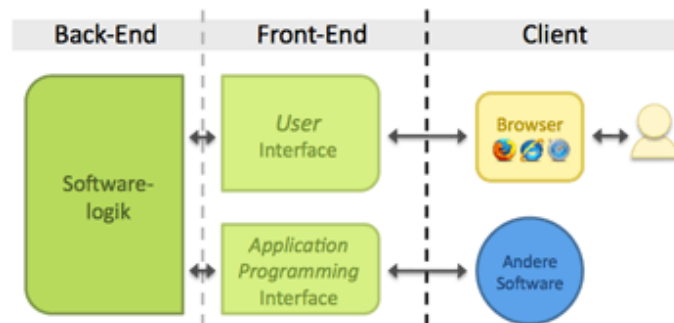 Back-End
Front-End
Client
User
Interface
Browser
Software-
logik
Application
Programming
Interface
Andere
Software